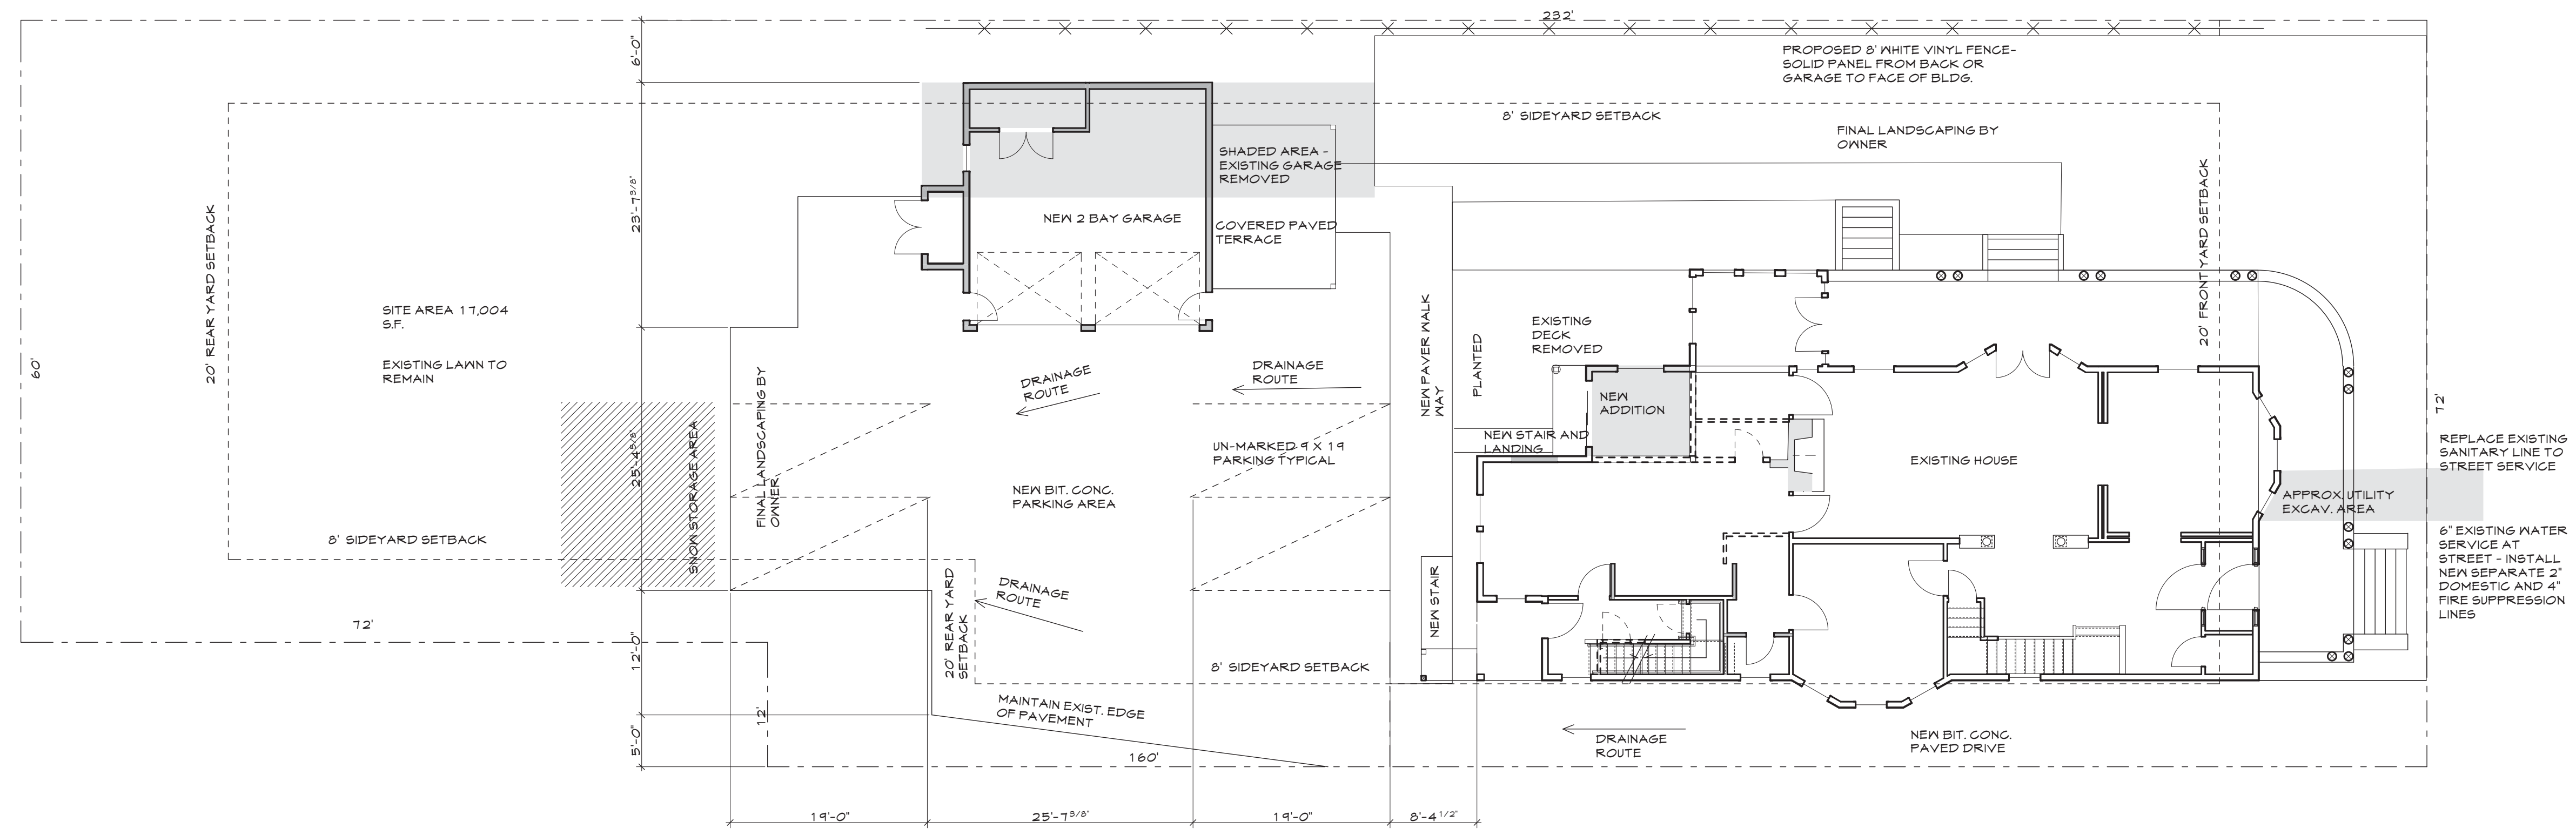 232'
6'-0"
PROPOSED 8' WHITE VINYL FENCE-
SOLID PANEL FROM BACK OR
GARAGE TO FACE OF BLDG.
8' SIDEYARD SETBACK
FINAL LANDSCAPING BY
OWNER
SHADED AREA -
EXISTING GARAGE
REMOVED
23'-7 3/8"
NEW 2 BAY GARAGE
COVERED PAVED
TERRACE
20' REAR YARD SETBACK
20' FRONT YARD SETBACK
SITE AREA 17,004
S.F.
EXISTING LAWN TO
REMAIN
60'
EXISTING
DECK
REMOVED
NEW PAVER WALK
WAY
PLANTED
DRAINAGE
ROUTE
DRAINAGE
ROUTE
NEW
ADDITION
72'
FINAL LANDSCAPING BY
OWNER
SNOW STORAGE AREA
25'-4 5/8"
UN-MARKED 9 X 19
PARKING TYPICAL
NEW STAIR AND
LANDING
EXISTING HOUSE
REPLACE EXISTING
SANITARY LINE TO
STREET SERVICE
NEW BIT. CONC.
PARKING AREA
APPROX. UTILITY
EXCAV. AREA
8' SIDEYARD SETBACK
6" EXISTING WATER
SERVICE AT
STREET - INSTALL
NEW SEPARATE 2"
DOMESTIC AND 4"
FIRE SUPPRESSION
LINES
DRAINAGE
ROUTE
20' REAR YARD
SETBACK
NEW STAIR
72'
12'-0"
8' SIDEYARD SETBACK
12'
MAINTAIN EXIST. EDGE
OF PAVEMENT
5'-0"
DRAINAGE
ROUTE
NEW BIT. CONC.
PAVED DRIVE
160'
19'-0"
25'-7 3/8"
19'-0"
8'-4 1/2"